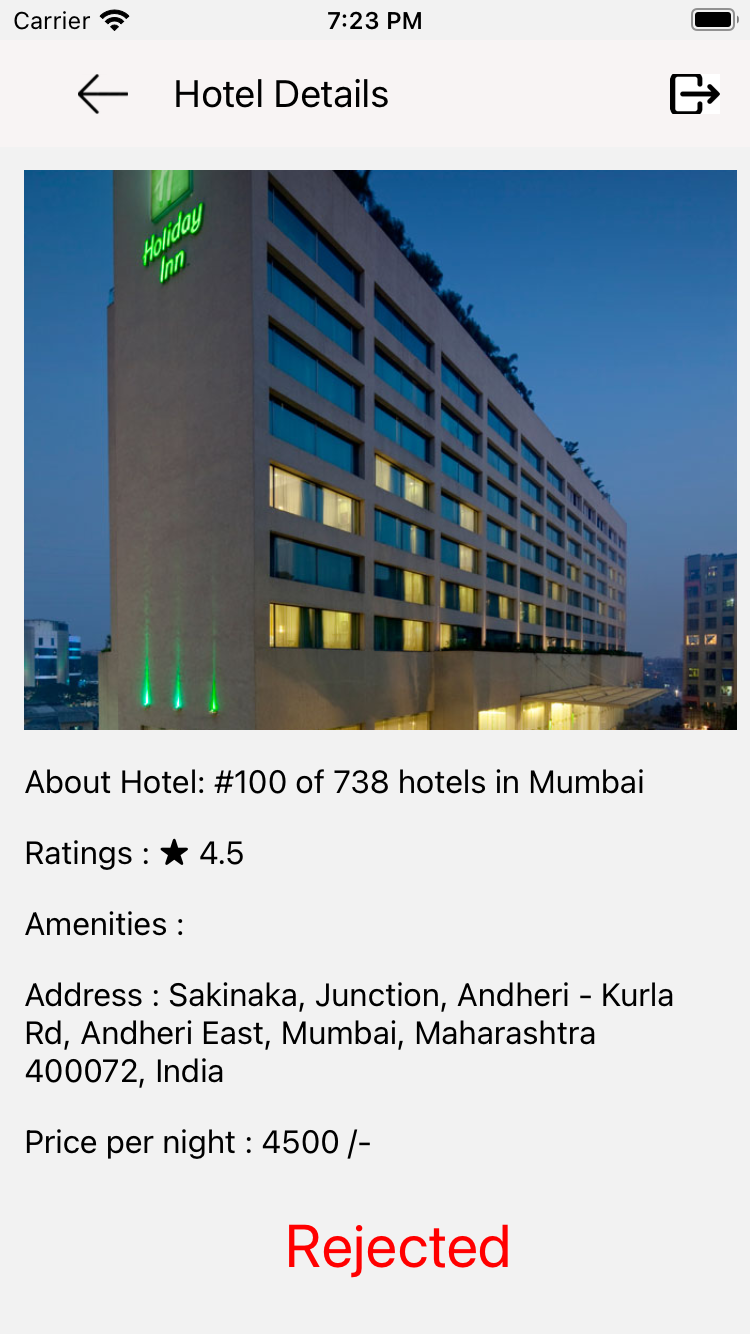 Carrier 7:23 PM
Hotel Details
Holiday
Inn
About Hotel: #100 of 738 hotels in Mumbai
Ratings : ★ 4.5
Amenities :
Address : Sakinaka, Junction, Andheri - Kurla
Rd, Andheri East, Mumbai, Maharashtra
400072, India
Price per night : 4500 /-
Rejected